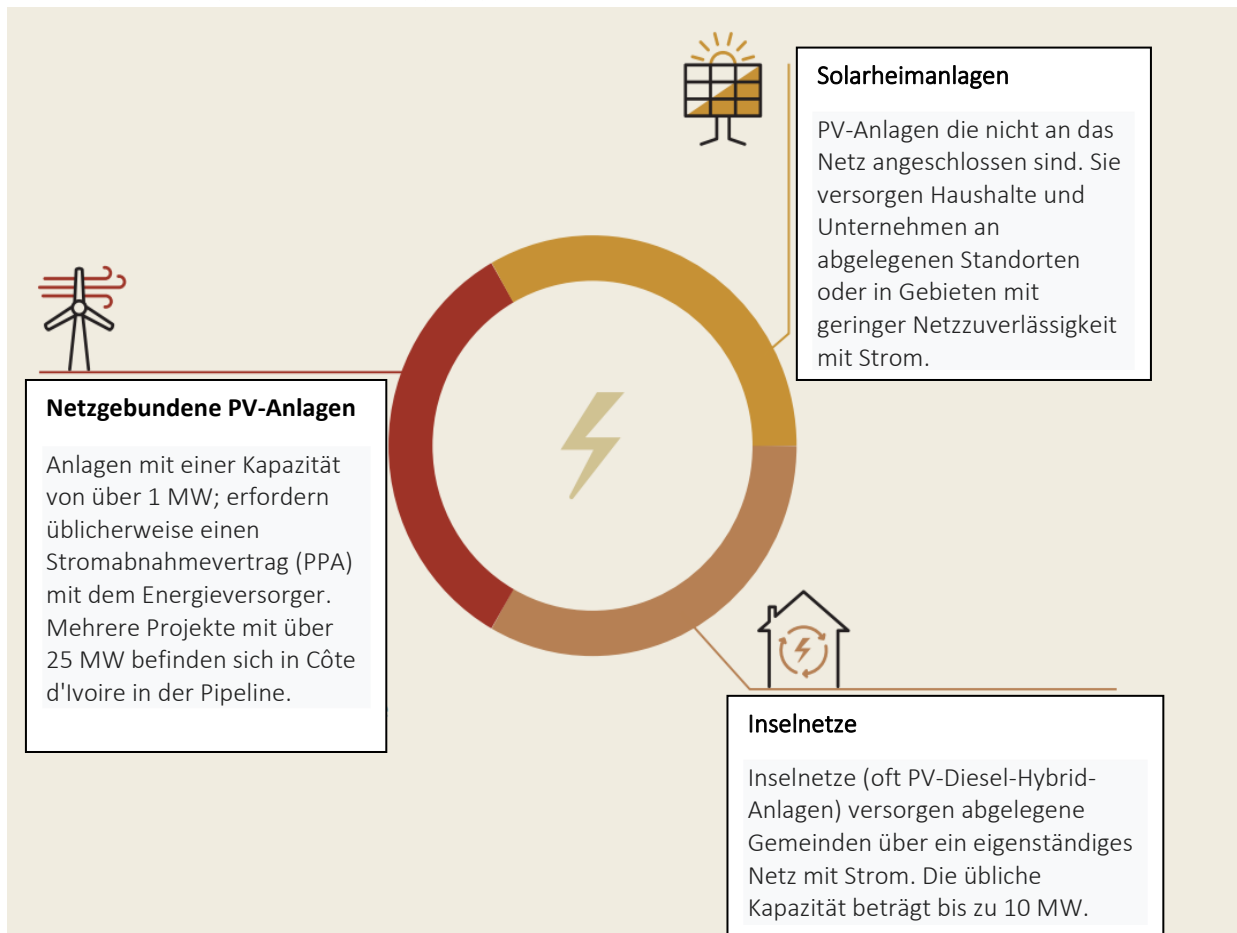 Solarheimanlagen
PV-Anlagen die nicht an das
Netz angeschlossen sind. Sie
versorgen Haushalte und
Unternehmen an
abgelegenen Standorten
oder in Gebieten mit
geringer Netzzuverlässigkeit
mit Strom.
Netzgebundene PV-Anlagen
Anlagen mit einer Kapazität
von über 1 MW; erfordern
üblicherweise einen
Stromabnahmevertrag (PPA)
mit dem Energieversorger.
Mehrere Projekte mit über
25 MW befinden sich in Côte
d'Ivoire in der Pipeline.
Inselnetze
Inselnetze (oft PV-Diesel-Hybrid-
Anlagen) versorgen abgelegene
Gemeinden über ein eigenständiges
Netz mit Strom. Die übliche
Kapazität beträgt bis zu 10 MW.